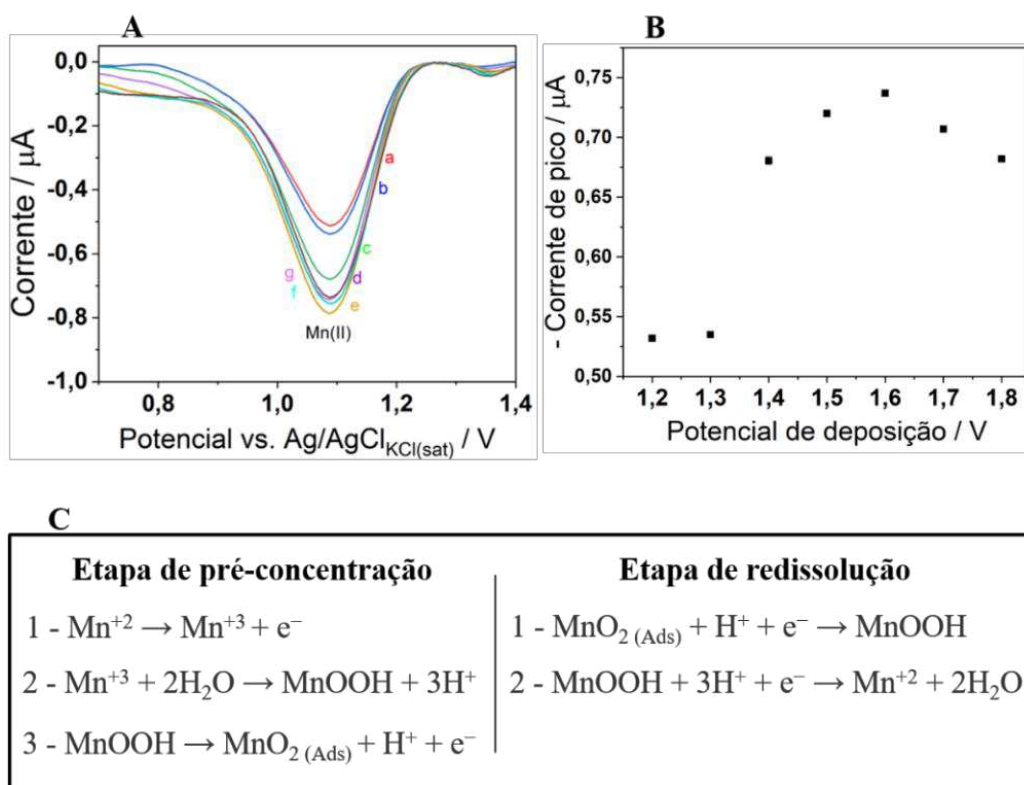 A
0,0
-0,2
-0,4
-0,6
-0,8
-1,0
Corrente / μA
a
b
c
d
e
f
g
Mn(II)
0,8 1,0 1,2 1,4
Potencial vs. Ag/AgCl_KCl(sat) / V
B
0,75
0,70
0,65
0,60
0,55
0,50
- Corrente de pico / μA
1,2 1,3 1,4 1,5 1,6 1,7 1,8
Potencial de deposição / V
C
Etapa de pré-concentração
1 - Mn⁺² → Mn⁺³ + e⁻
2 - Mn⁺³ + 2H₂O → MnOOH + 3H⁺
3 - MnOOH → MnO₂ (Ads) + H⁺ + e⁻
Etapa de redissolução
1 - MnO₂ (Ads) + H⁺ + e⁻ → MnOOH
2 - MnOOH + 3H⁺ + e⁻ → Mn⁺² + 2H₂O